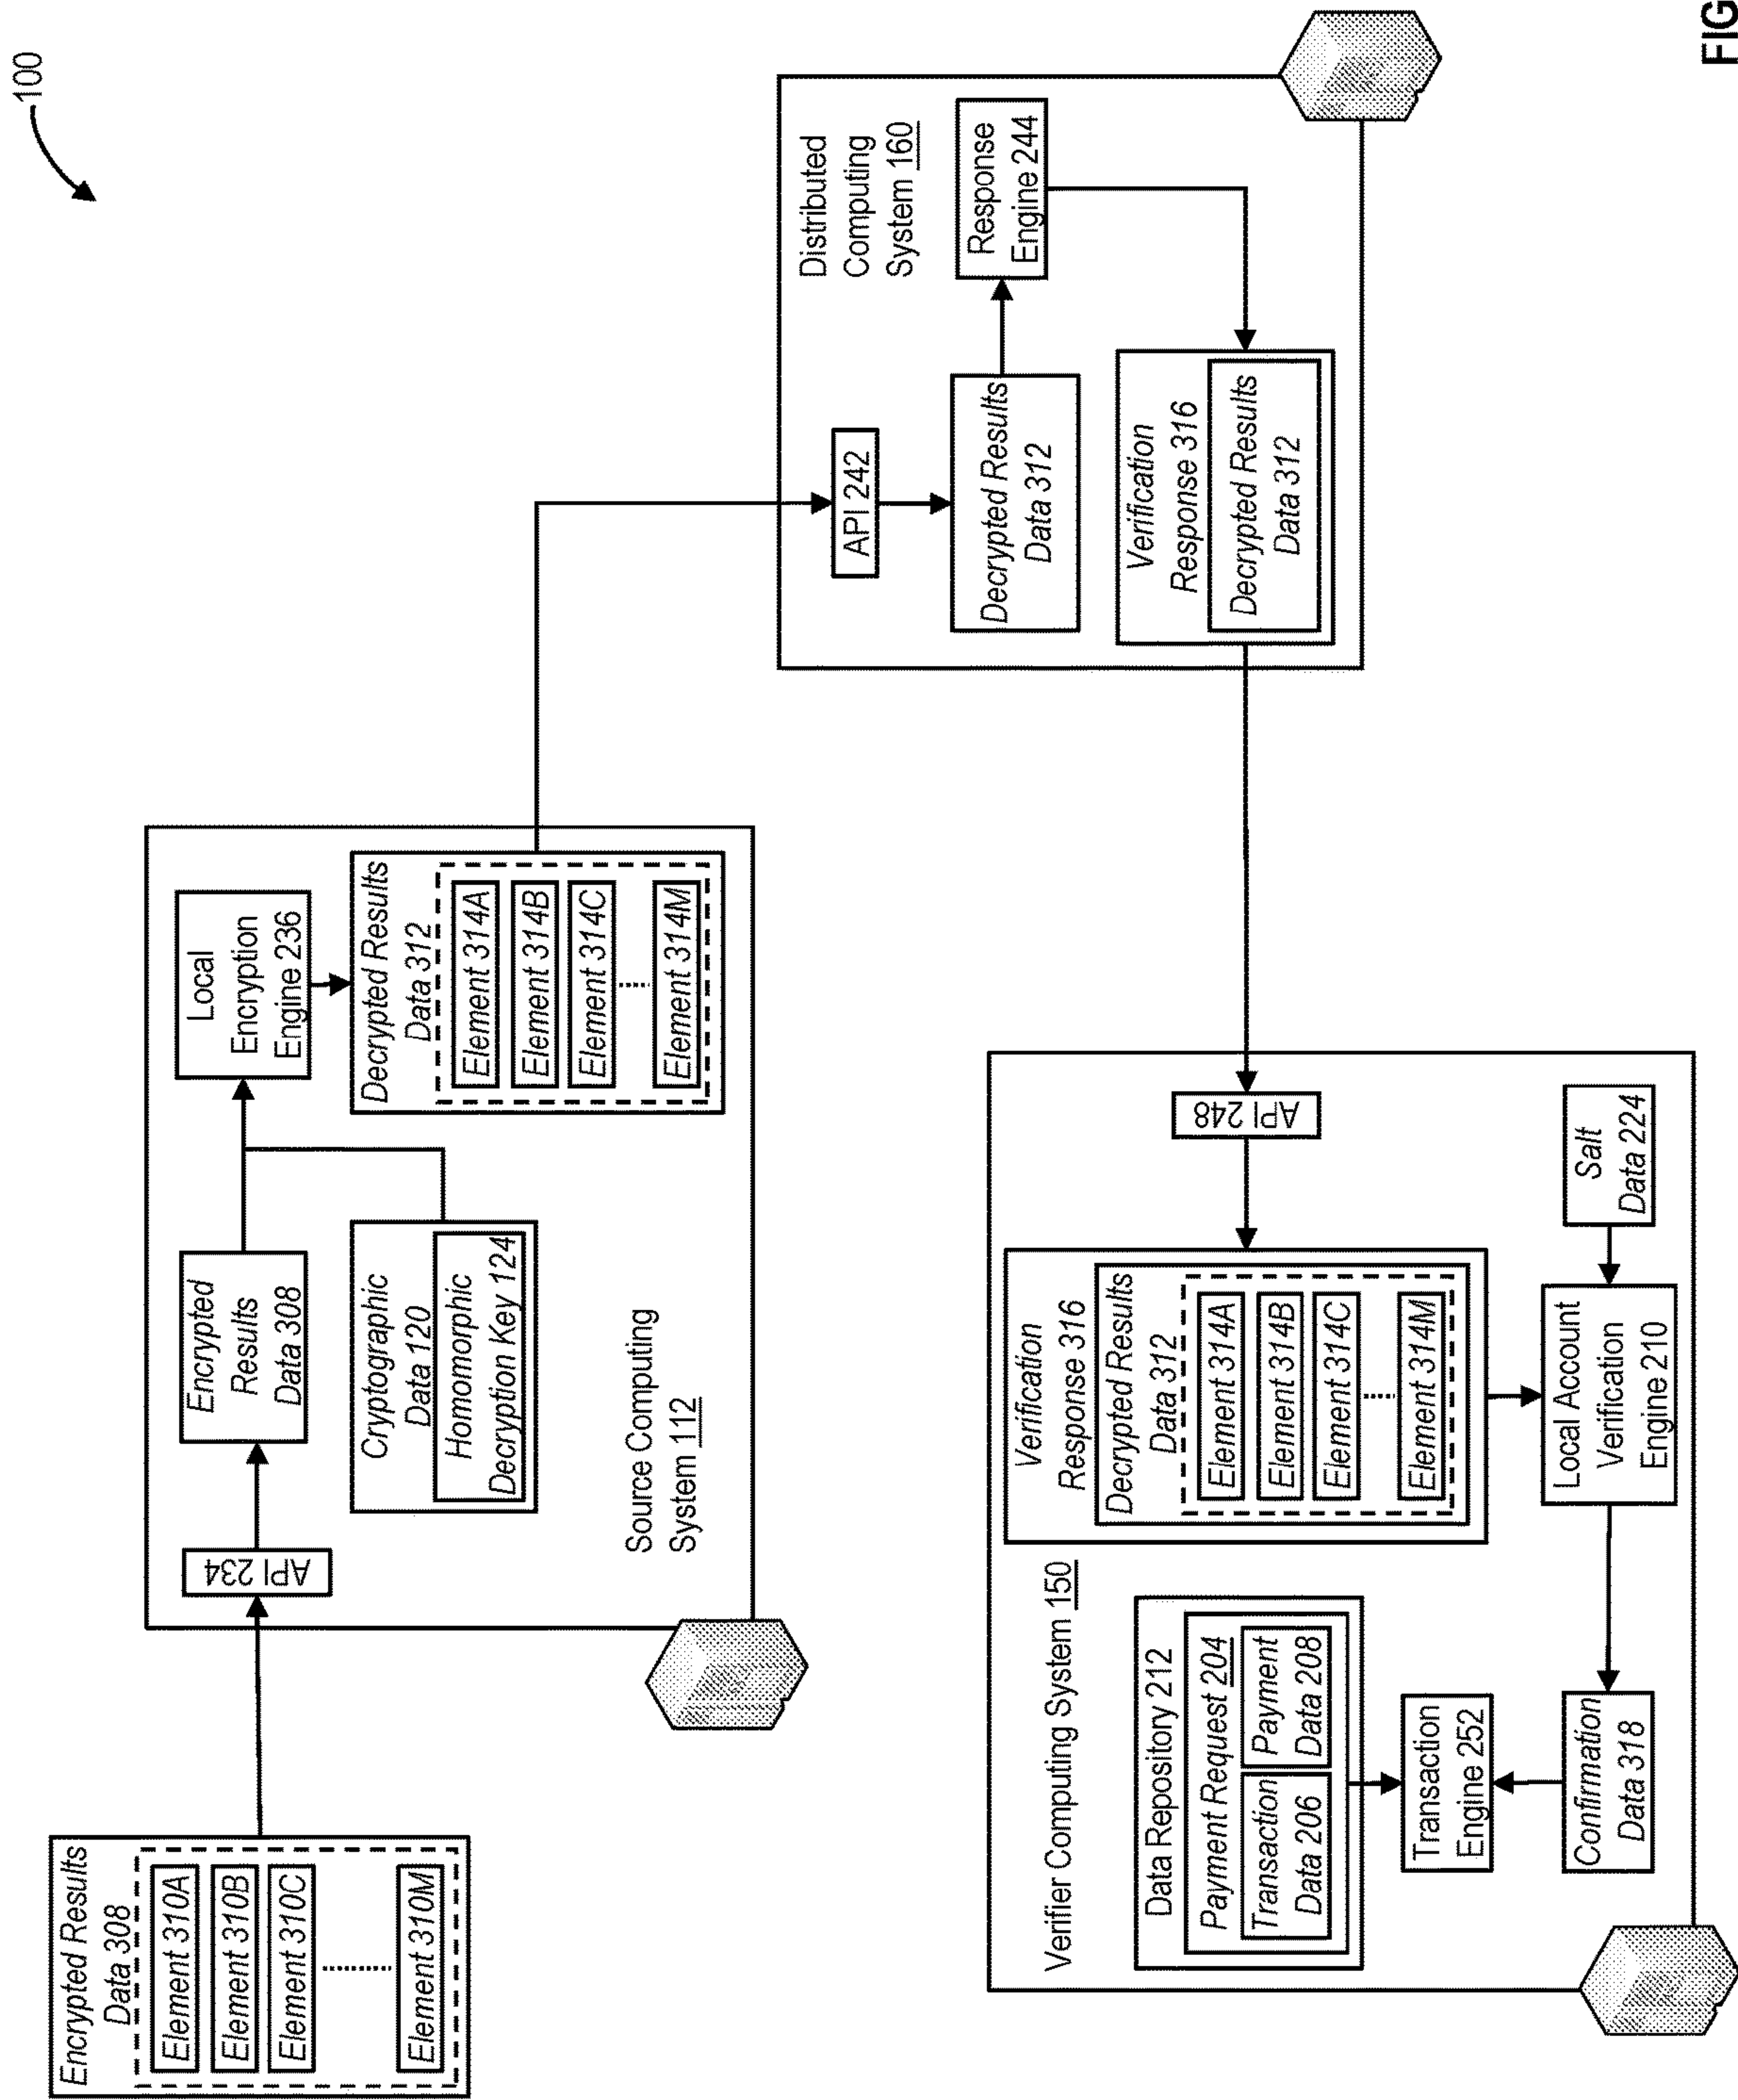 100
Encrypted Results
Data 308
Element 310A
Element 310B
Element 310C
Element 310M
API 234
Encrypted
Results
Data 308
Cryptographic
Data 120
Homomorphic
Decryption Key 124
Source Computing
System 112
Local
Encryption
Engine 236
Decrypted Results
Data 312
Element 314A
Element 314B
Element 314C
Element 314M
Distributed
Computing
System 160
API 242
Decrypted Results
Data 312
Response
Engine 244
Verification
Response 316
Decrypted Results
Data 312
Verifier Computing System 150
API 248
Verification
Response 316
Decrypted Results
Data 312
Element 314A
Element 314B
Element 314C
Element 314M
Salt
Data 224
Local Account
Verification
Engine 210
Data Repository 212
Payment Request 204
Transaction
Data 206
Payment
Data 208
Transaction
Engine 252
Confirmation
Data 318
FIG